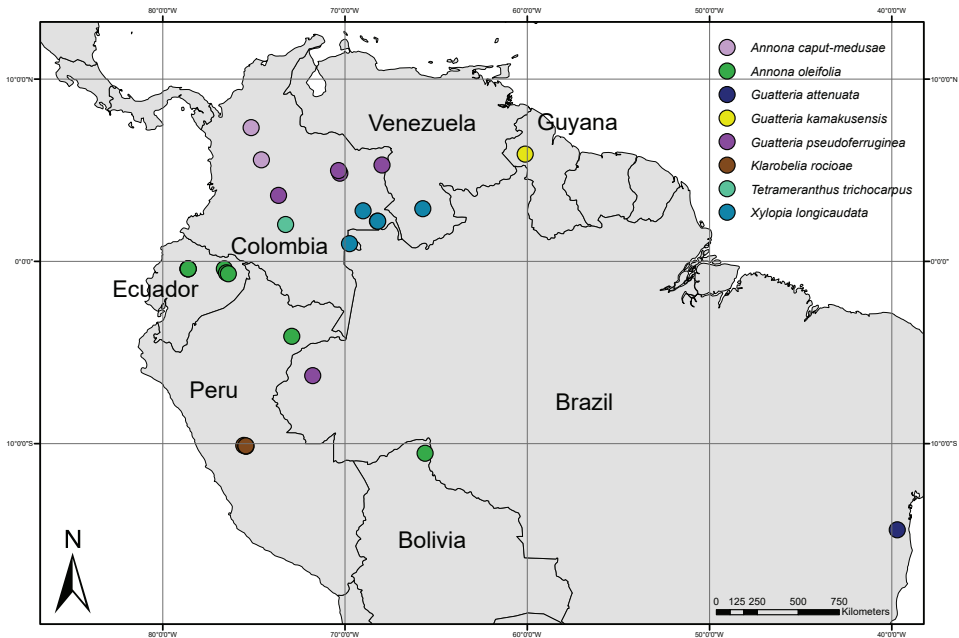 80°0'0"W 70°0'0"W 60°0'0"W 50°0'0"W 40°0'0"W
Annona caput-medusae
Annona oleifolia
Guatteria attenuata
Guatteria kamakusensis
Guatteria pseudoferruginea
Klarobelia rocioae
Tetrameranthus trichocarpus
Xylopia longicaudata
10°0'0"N 10°0'0"N
Venezuela
Guyana
Colombia
0°0'0" 0°0'0"
Ecuador
Peru
Brazil
10°0'0"S 10°0'0"S
Bolivia
N
0 125 250 500 750
Kilometers
80°0'0"W 70°0'0"W 60°0'0"W 50°0'0"W 40°0'0"W